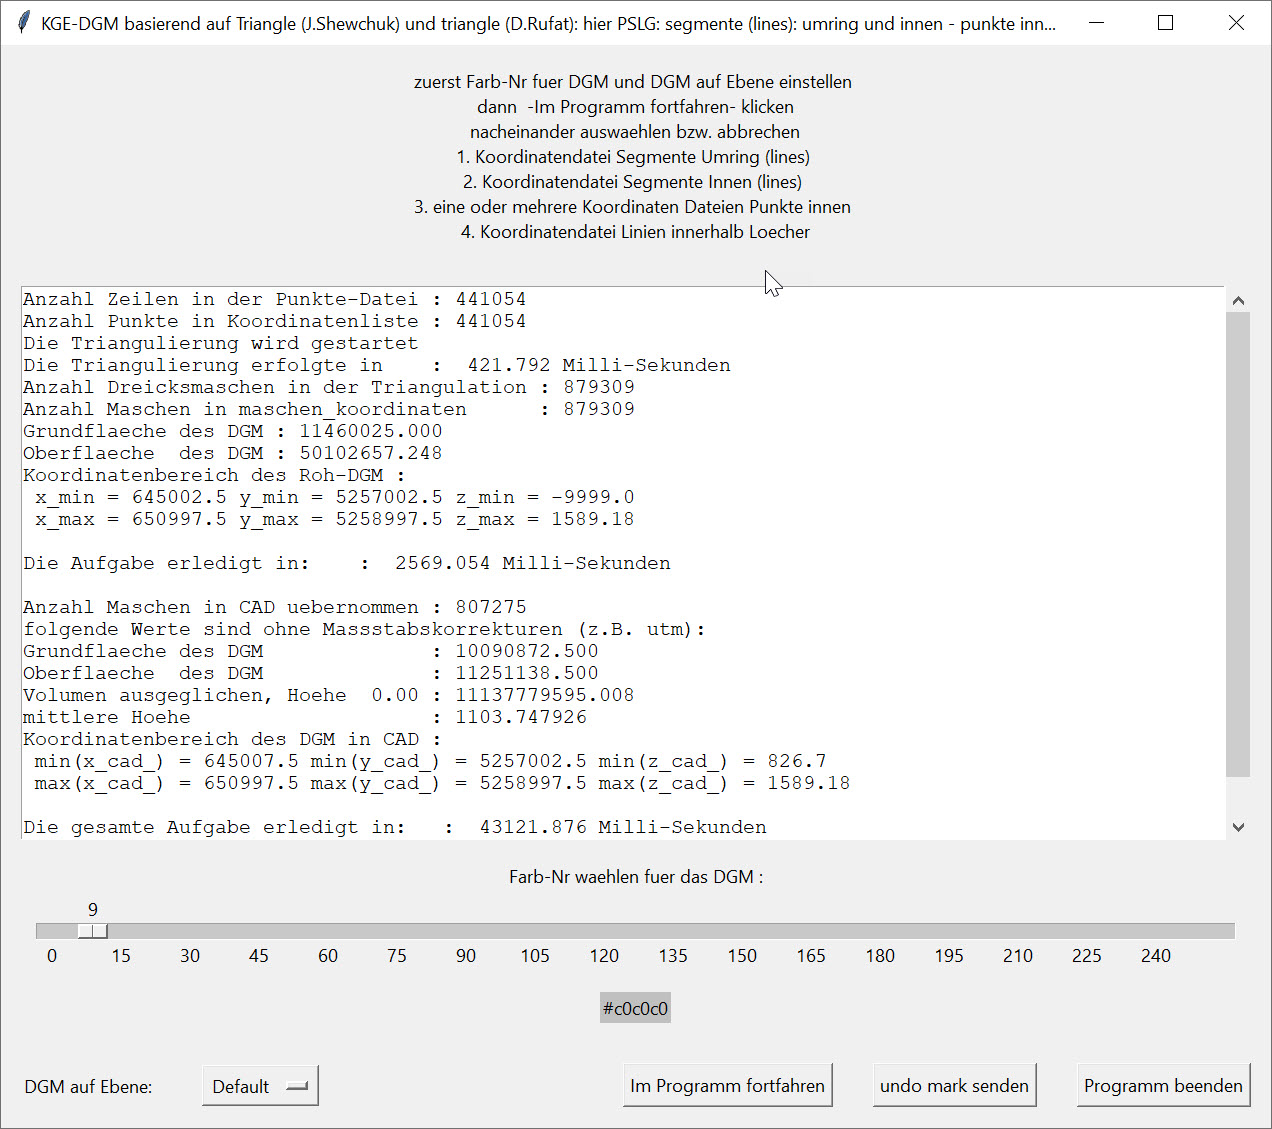 KGE-DGM basierend auf Triangle (J.Shewchuk) und triangle (D.Rufat): hier PSLG: segmente (lines): umring und innen - punkte inn...
zuerst Farb-Nr fuer DGM und DGM auf Ebene einstellen
dann  -Im Programm fortfahren- klicken
nacheinander auswaehlen bzw. abbrechen
1. Koordinatendatei Segmente Umring (lines)
2. Koordinatendatei Segmente Innen (lines)
3. eine oder mehrere Koordinaten Dateien Punkte innen
4. Koordinatendatei Linien innerhalb Loecher
Anzahl Zeilen in der Punkte-Datei : 441054
Anzahl Punkte in Koordinatenliste : 441054
Die Triangulierung wird gestartet
Die Triangulierung erfolgte in    :  421.792 Milli-Sekunden
Anzahl Dreicksmaschen in der Triangulation : 879309
Anzahl Maschen in maschen_koordinaten      : 879309
Grundflaeche des DGM : 11460025.000
Oberflaeche  des DGM : 50102657.248
Koordinatenbereich des Roh-DGM :
 x_min = 645002.5 y_min = 5257002.5 z_min = -9999.0
 x_max = 650997.5 y_max = 5258997.5 z_max = 1589.18
Die Aufgabe erledigt in:    :  2569.054 Milli-Sekunden
Anzahl Maschen in CAD uebernommen : 807275
folgende Werte sind ohne Massstabskorrekturen (z.B. utm):
Grundflaeche des DGM              : 10090872.500
Oberflaeche  des DGM              : 11251138.500
Volumen ausgeglichen, Hoehe  0.00 : 11137779595.008
mittlere Hoehe                    : 1103.747926
Koordinatenbereich des DGM in CAD :
 min(x_cad_) = 645007.5 min(y_cad_) = 5257002.5 min(z_cad_) = 826.7
 max(x_cad_) = 650997.5 max(y_cad_) = 5258997.5 max(z_cad_) = 1589.18
Die gesamte Aufgabe erledigt in:   :  43121.876 Milli-Sekunden
Farb-Nr waehlen fuer das DGM :
9
0 15 30 45 60 75 90 105 120 135 150 165 180 195 210 225 240
#c0c0c0
DGM auf Ebene: Default Im Programm fortfahren undo mark senden Programm beenden